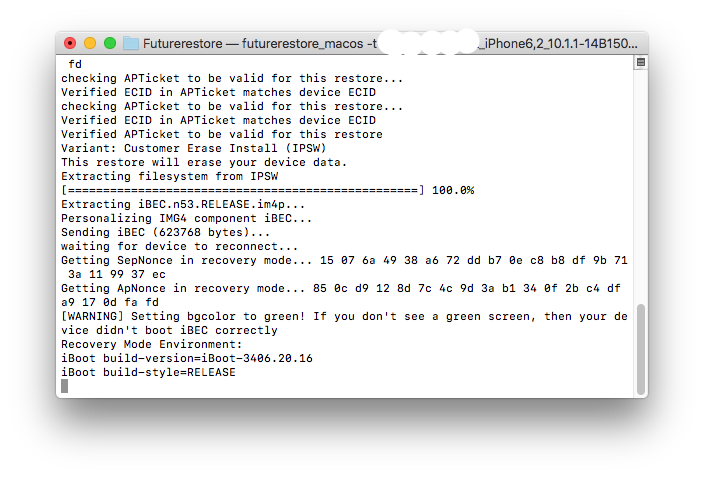 Futurerestore — futurerestore_macos -t _iPhone6,2_10.1.1-14B150...
fd
checking APTicket to be valid for this restore...
Verified ECID in APTicket matches device ECID
checking APTicket to be valid for this restore...
Verified ECID in APTicket matches device ECID
Verified APTicket to be valid for this restore
Variant: Customer Erase Install (IPSW)
This restore will erase your device data.
Extracting filesystem from IPSW
[==================================================] 100.0%
Extracting iBEC.n53.RELEASE.im4p...
Personalizing IMG4 component iBEC...
Sending iBEC (623768 bytes)...
waiting for device to reconnect...
Getting SepNonce in recovery mode... 15 07 6a 49 38 a6 72 dd b7 0e c8 b8 df 9b 71
3a 11 99 37 ec
Getting ApNonce in recovery mode... 85 0c d9 12 8d 7c 4c 9d 3a b1 34 0f 2b c4 df
a9 17 0d fa fd
[WARNING] Setting bgcolor to green! If you don't see a green screen, then your de
vice didn't boot iBEC correctly
Recovery Mode Environment:
iBoot build-version=iBoot-3406.20.16
iBoot build-style=RELEASE